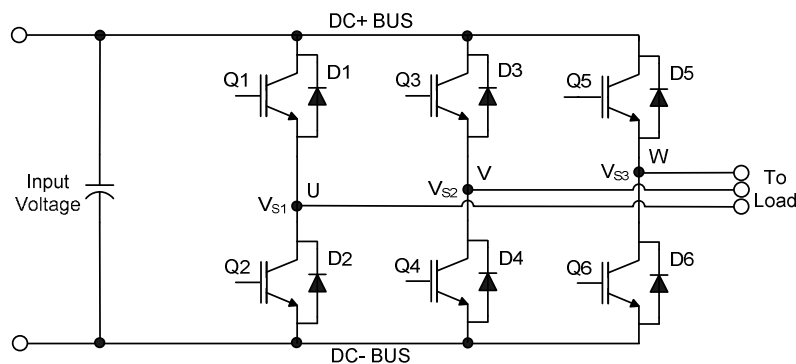 DC+ BUS
Q1
D1
Q3
D3
Q5
D5
Input
Voltage
VS1
U
VS2
V
VS3
W
To
Load
Q2
D2
Q4
D4
Q6
D6
DC- BUS